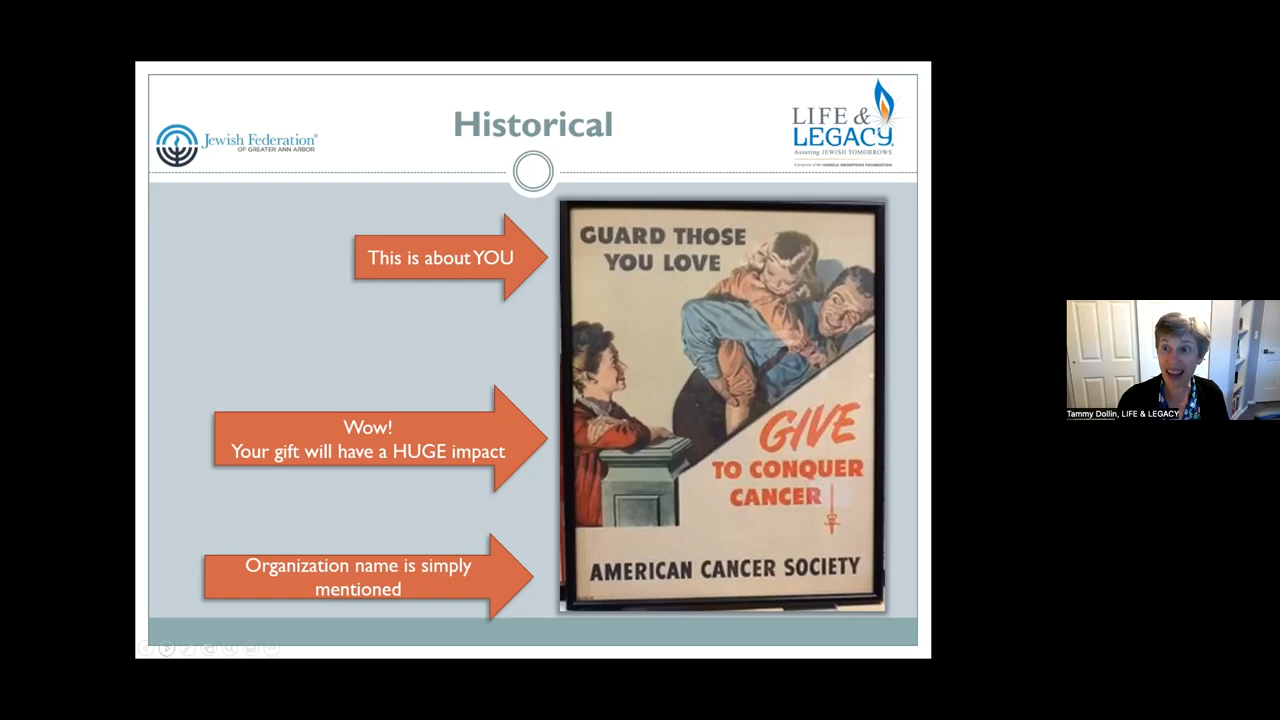 Historical
Jewish Federation®
OF GREATER ANN ARBOR
LIFE &
LEGACY®
Assuring JEWISH TOMORROWS
A program of the HAROLD GRINSPOON FOUNDATION
This is about YOU
GUARD THOSE
YOU LOVE
Wow!
Your gift will have a HUGE impact
GIVE
TO CONQUER
CANCER
Organization name is simply
mentioned
AMERICAN CANCER SOCIETY
Tammy Dollin, LIFE & LEGACY